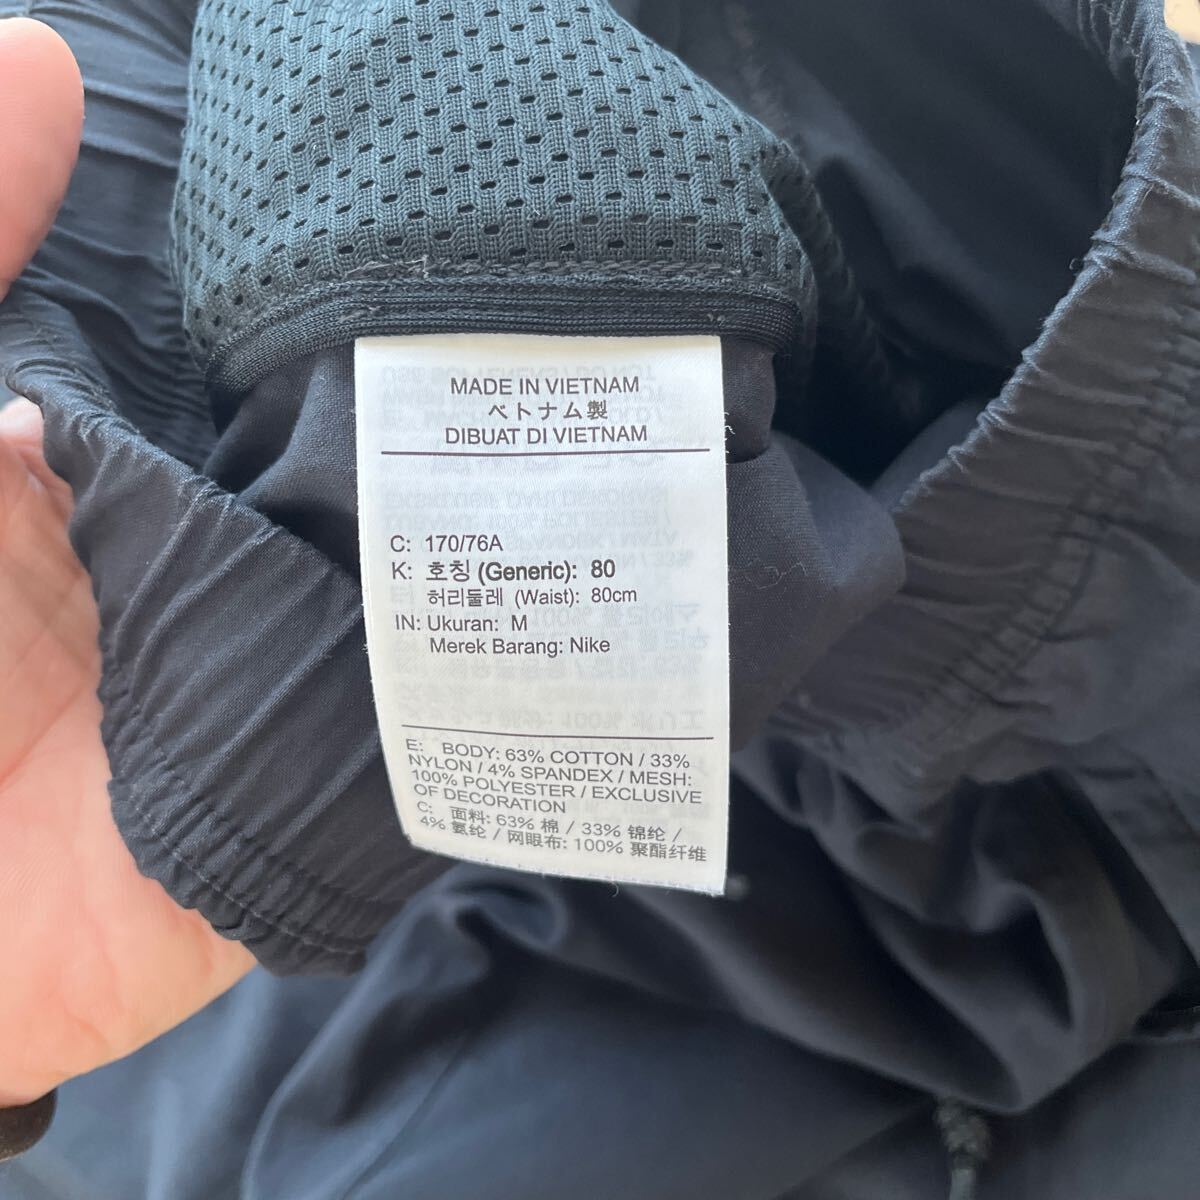 MADE IN VIETNAM
ベトナム製
DIBUAT DI VIETNAM
C: 170/76A
K: 호칭 (Generic): 80
허리둘레 (Waist): 80cm
IN: Ukuran: M
Merek Barang: Nike
E: BODY: 63% COTTON / 33%
NYLON / 4% SPANDEX / MESH:
100% POLYESTER / EXCLUSIVE
OF DECORATION
C: 面料: 63% 棉 / 33% 锦纶 /
4% 氨纶 / 网眼布: 100% 聚酯纤维